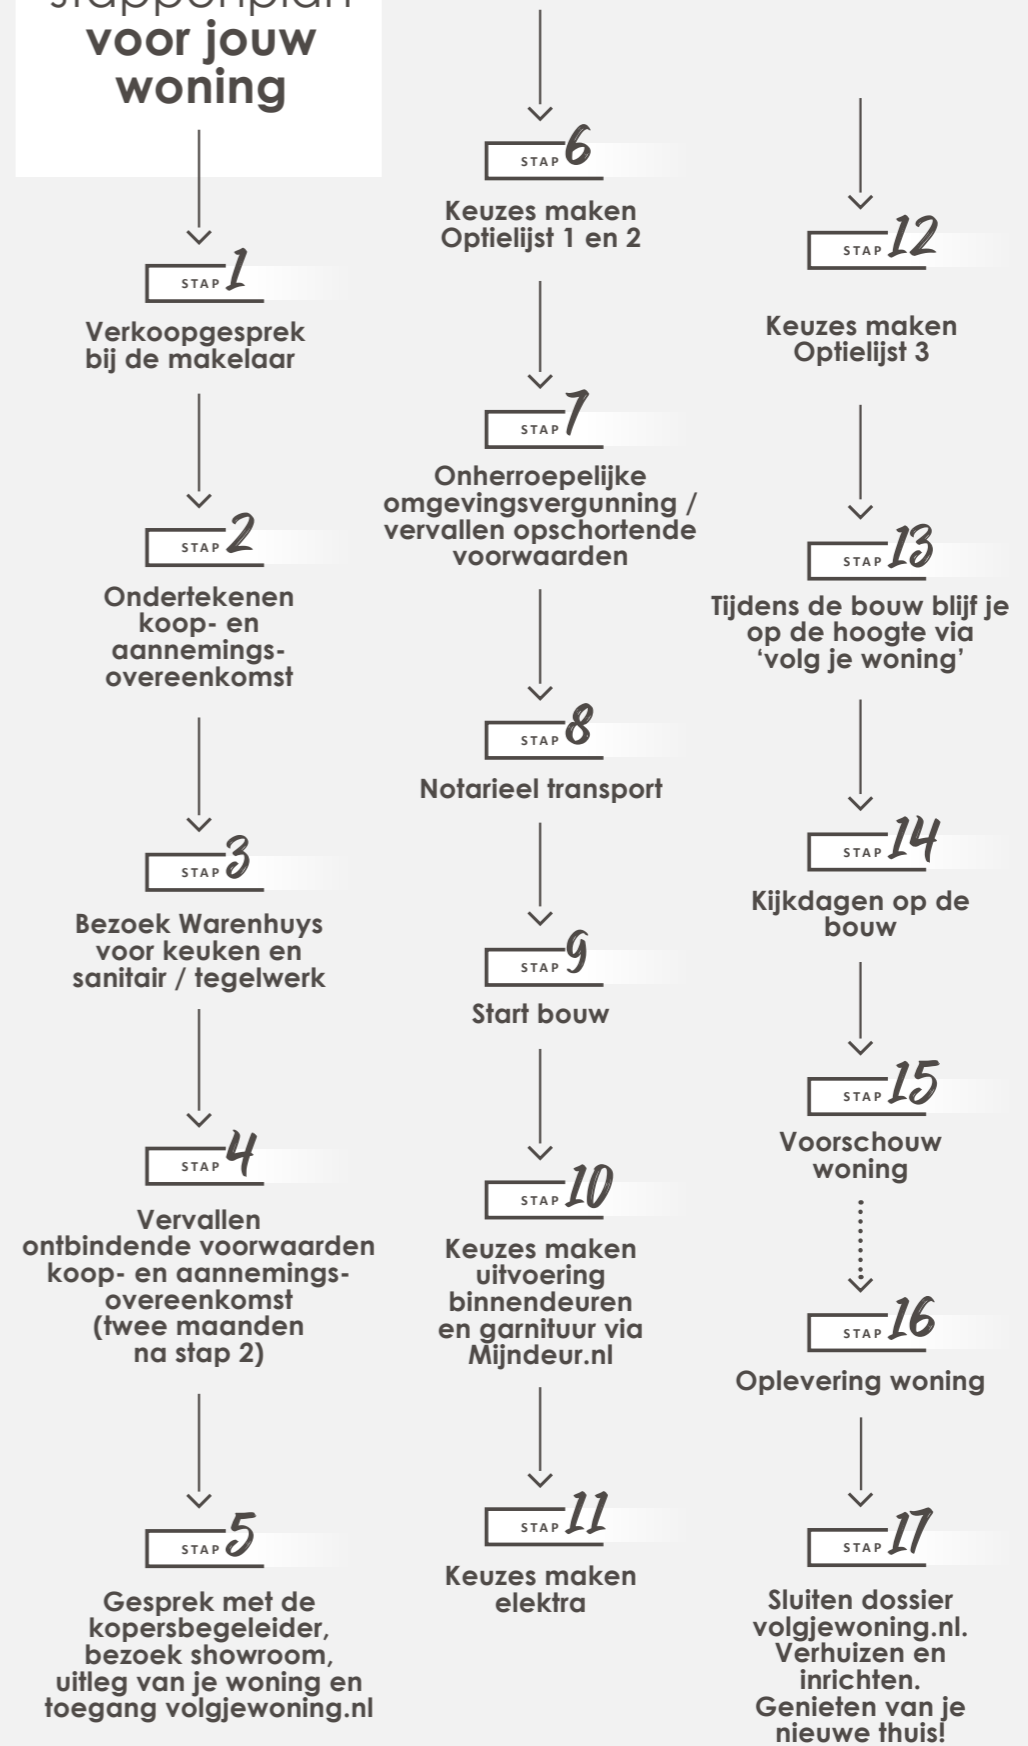 stappenplan
voor jouw
woning
STAP 1
Verkoopgesprek
bij de makelaar
STAP 2
Ondertekenen
koop- en
aannemings-
overeenkomst
STAP 3
Bezoek Warenhuys
voor keuken en
sanitair / tegelwerk
STAP 4
Vervallen
ontbindende voorwaarden
koop- en aannemings-
overeenkomst
(twee maanden
na stap 2)
STAP 5
Gesprek met de
kopersbegeleider,
bezoek showroom,
uitleg van je woning en
toegang volgjewoning.nl
STAP 6
Keuzes maken
Optielijst 1 en 2
STAP 7
Onherroepelijke
omgevingsvergunning /
vervallen opschortende
voorwaarden
STAP 8
Notarieel transport
STAP 9
Start bouw
STAP 10
Keuzes maken
uitvoering
binnendeuren
en garnituur via
Mijndeur.nl
STAP 11
Keuzes maken
elektra
STAP 12
Keuzes maken
Optielijst 3
STAP 13
Tijdens de bouw blijf je
op de hoogte via
‘volg je woning’
STAP 14
Kijkdagen op de
bouw
STAP 15
Voorschouw
woning
STAP 16
Oplevering woning
STAP 17
Sluiten dossier
volgjewoning.nl.
Verhuizen en
inrichten.
Genieten van je
nieuwe thuis!